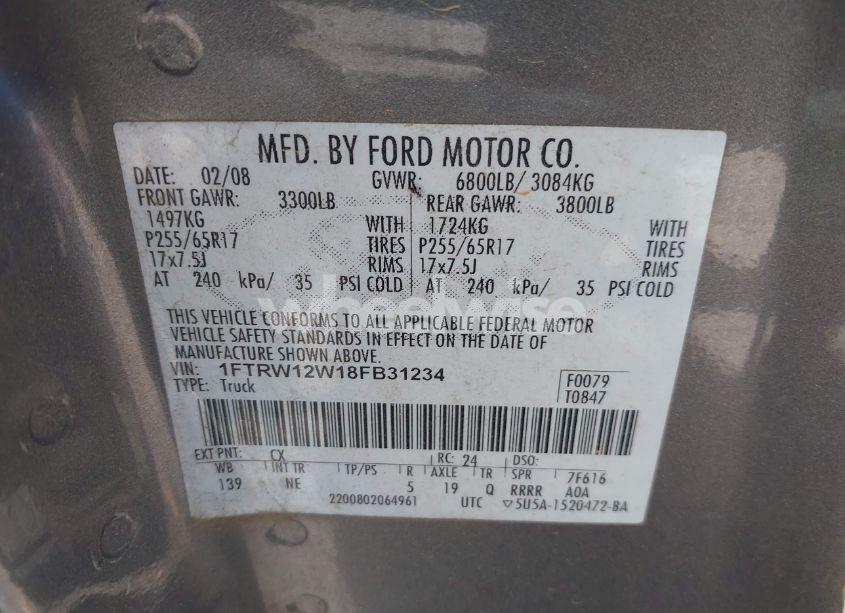 MFD. BY FORD MOTOR CO.
DATE: 02/08 GVWR: 6800LB/ 3084KG
FRONT GAWR: 3300LB REAR GAWR: 3800LB
1497KG WITH 1724KG WITH
P255/65R17 TIRES P255/65R17 TIRES
17x7.5J RIMS 17x7.5J RIMS
AT 240 kPa/ 35 PSI COLD AT 240 kPa/ 35 PSI COLD
THIS VEHICLE CONFORMS TO ALL APPLICABLE FEDERAL MOTOR
VEHICLE SAFETY STANDARDS IN EFFECT ON THE DATE OF
MANUFACTURE SHOWN ABOVE.
VIN: 1FTRW12W18FB31234 F0079
TYPE: Truck T0847
EXT PNT: CX RC: 24 DSO:
WB INT TR TP/PS R AXLE TR SPR 7F616
139 NE 5 19 Q RRRR A0A
2200802064961 UTC ▽5U5A-1520472-BA